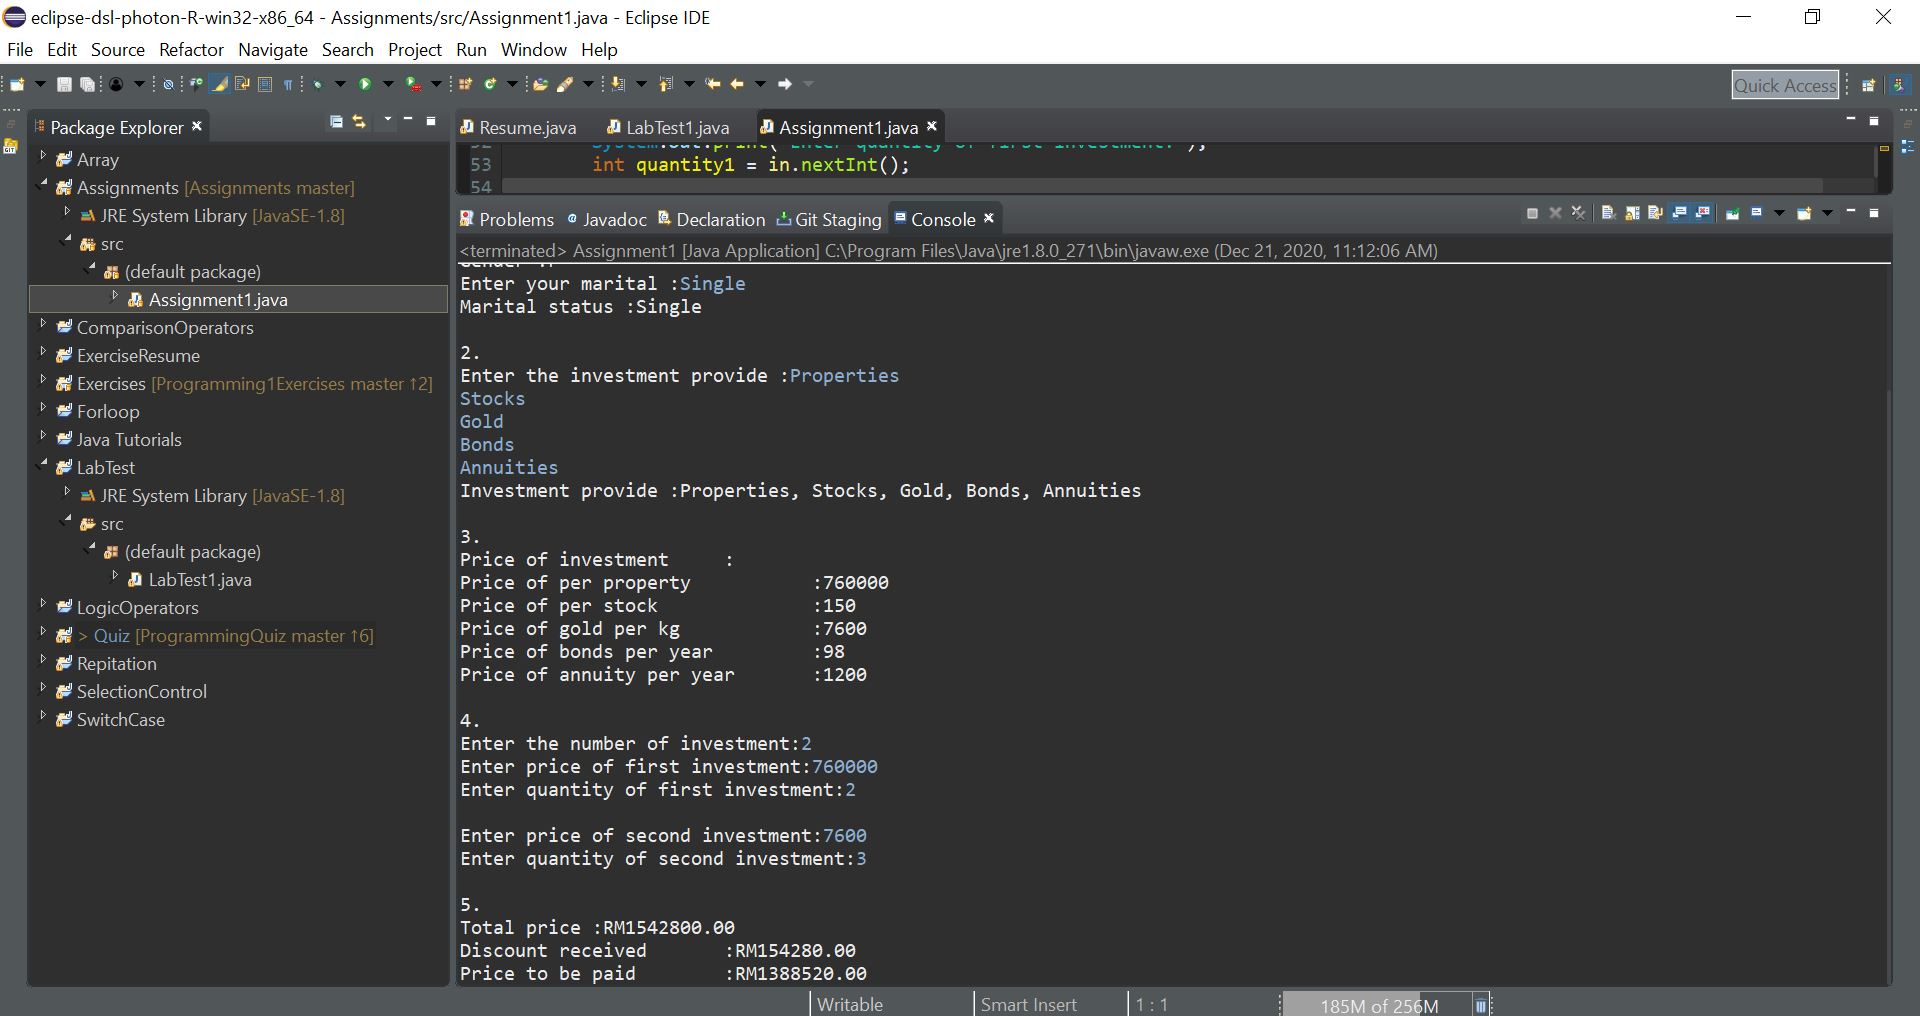 eclipse-dsl-photon-R-win32-x86_64 - Assignments/src/Assignment1.java - Eclipse IDE
File Edit Source Refactor Navigate Search Project Run Window Help
Quick Access
Package Explorer
Array
Assignments [Assignments master]
JRE System Library [JavaSE-1.8]
src
(default package)
Assignment1.java
ComparisonOperators
ExerciseResume
Exercises [Programming1Exercises master ↑2]
Forloop
Java Tutorials
LabTest
JRE System Library [JavaSE-1.8]
src
(default package)
LabTest1.java
LogicOperators
> Quiz [ProgrammingQuiz master ↑6]
Repitation
SelectionControl
SwitchCase
Resume.java LabTest1.java Assignment1.java
53 int quantity1 = in.nextInt();
54
Problems Javadoc Declaration Git Staging Console
<terminated> Assignment1 [Java Application] C:\Program Files\Java\jre1.8.0_271\bin\javaw.exe (Dec 21, 2020, 11:12:06 AM)
Enter your marital :Single
Marital status :Single
2.
Enter the investment provide :Properties
Stocks
Gold
Bonds
Annuities
Investment provide :Properties, Stocks, Gold, Bonds, Annuities
3.
Price of investment :
Price of per property :760000
Price of per stock :150
Price of gold per kg :7600
Price of bonds per year :98
Price of annuity per year :1200
4.
Enter the number of investment:2
Enter price of first investment:760000
Enter quantity of first investment:2
Enter price of second investment:7600
Enter quantity of second investment:3
5.
Total price :RM1542800.00
Discount received :RM154280.00
Price to be paid :RM1388520.00
Writable Smart Insert 1 : 1 185M of 256M